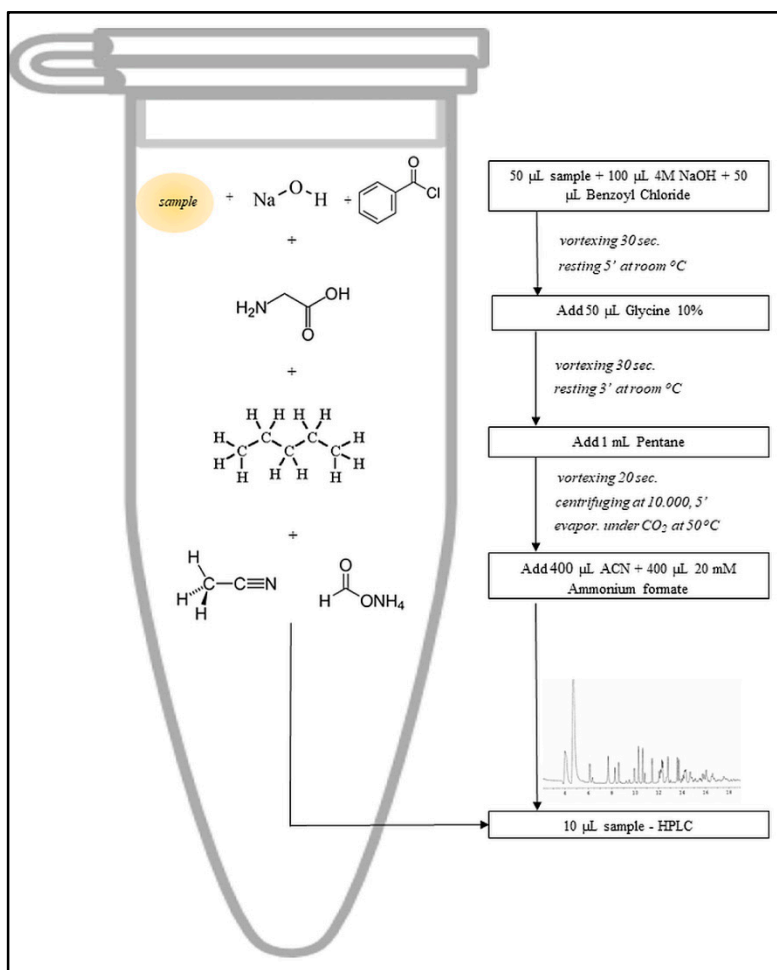 sample
+
Na O H
+
O
Cl
+
H₂N
OH
O
+
H H H H
H C C H
H C C C H
H H H H
+
H
H C C≡N
H
O
H ONH₄
50 µL sample + 100 µL 4M NaOH + 50
µL Benzoyl Chloride
vortexing 30 sec.
resting 5’ at room °C
Add 50 µL Glycine 10%
vortexing 30 sec.
resting 3’ at room °C
Add 1 mL Pentane
vortexing 20 sec.
centrifuging at 10.000, 5’
evapor. under CO₂ at 50 °C
Add 400 µL ACN + 400 µL 20 mM
Ammonium formate
10 µL sample - HPLC